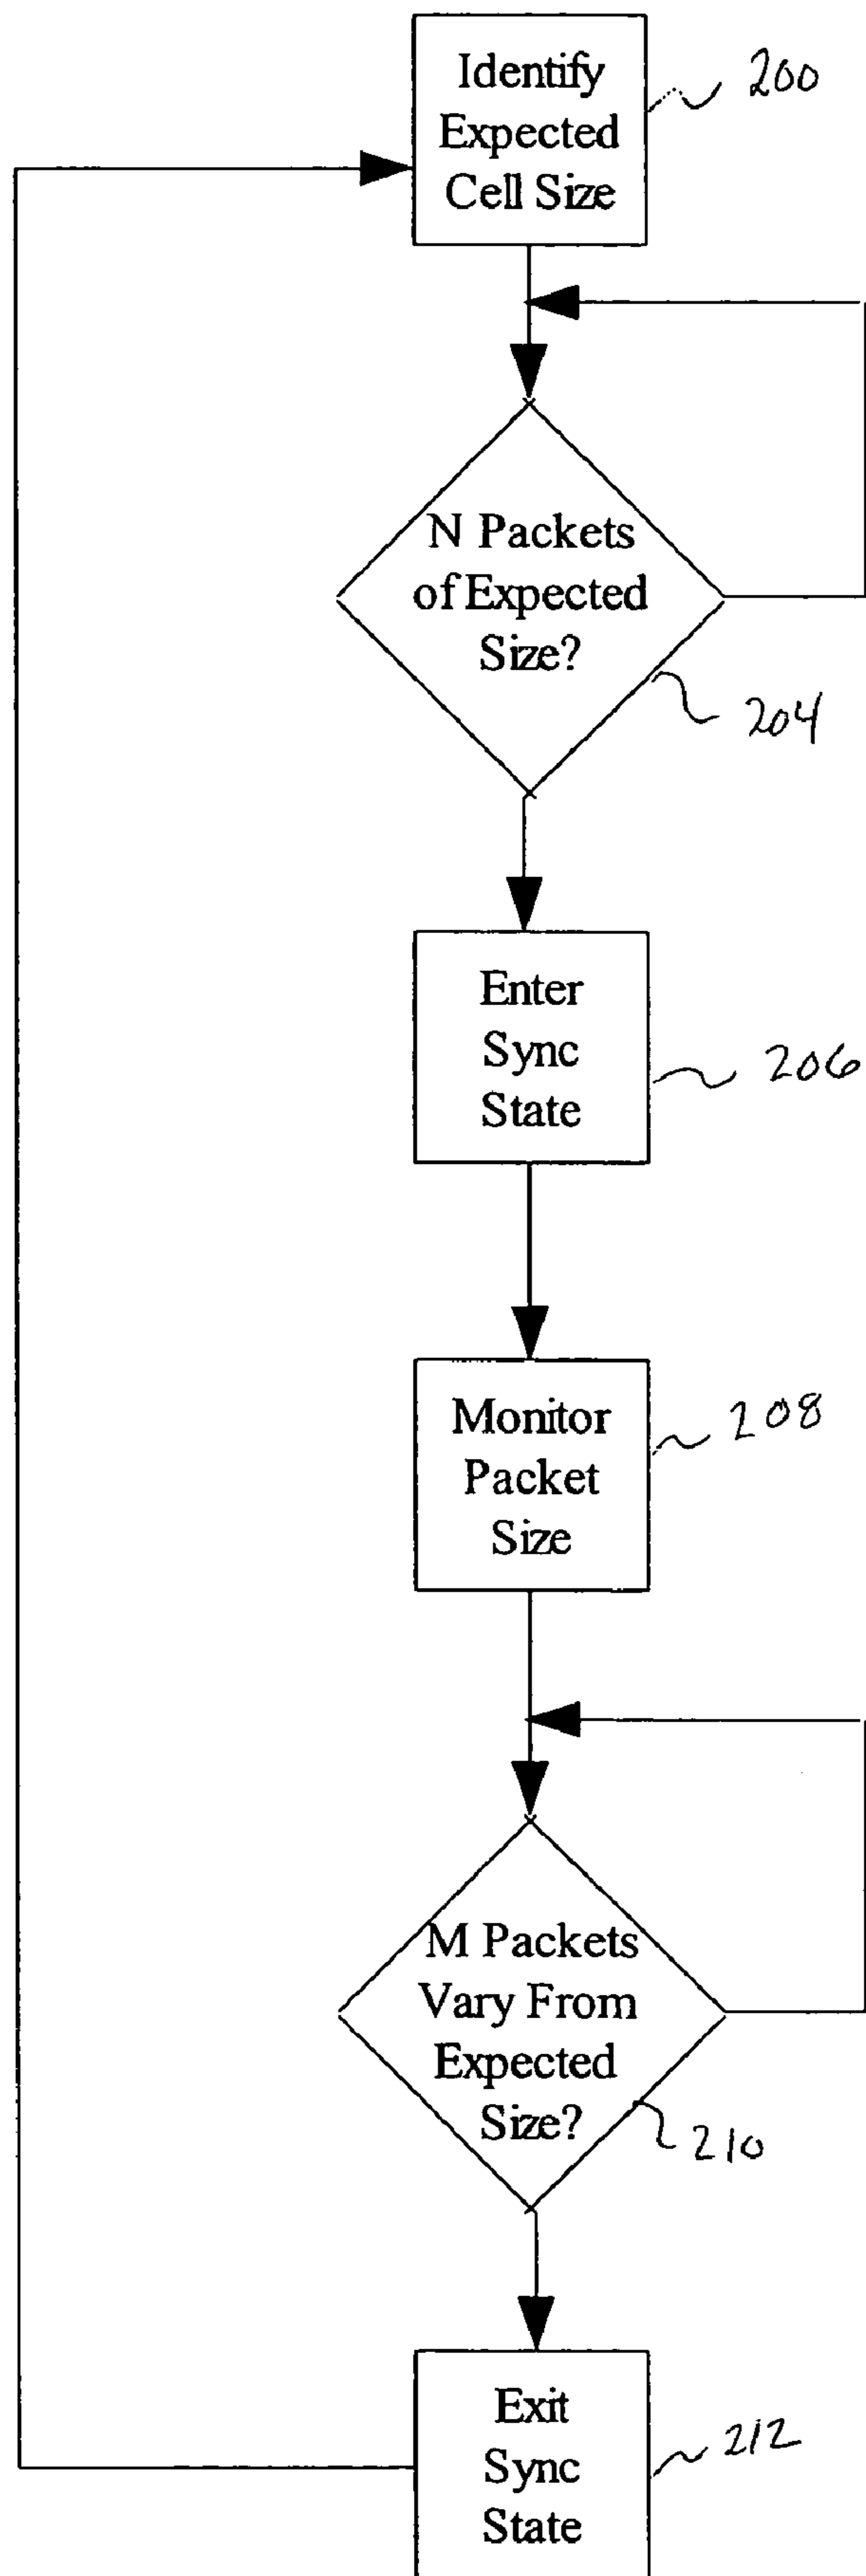 Identify
Expected
Cell Size
200
N Packets
of Expected
Size?
204
Enter
Sync
State
206
Monitor
Packet
Size
208
M Packets
Vary From
Expected
Size?
210
Exit
Sync
State
212